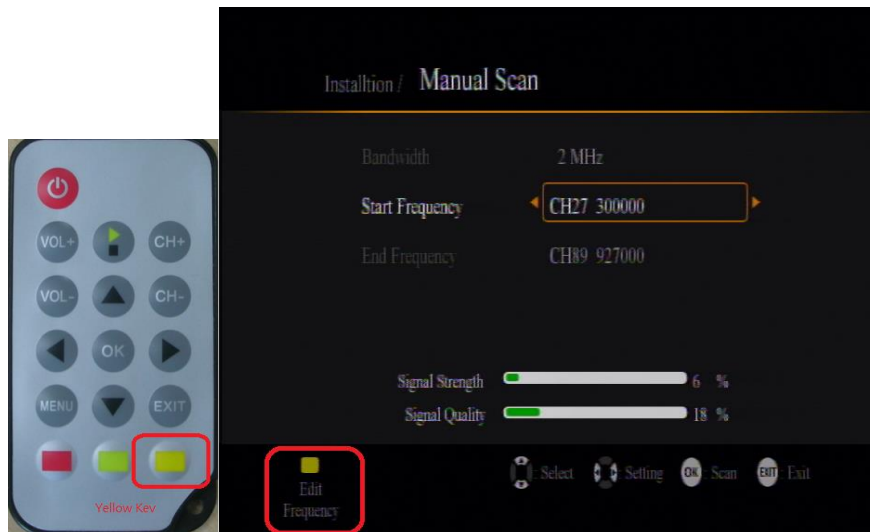 VOL+
CH+
VOL-
CH-
OK
MENU
EXIT
Yellow Kev
Installtion / Manual Scan
Bandwidth 2 MHz
Start Frequency CH27 300000
End Frequency CH89 927000
Signal Strength 6 %
Signal Quality 18 %
Edit
Frequency
: Select : Setting OK : Scan EXIT : Exit